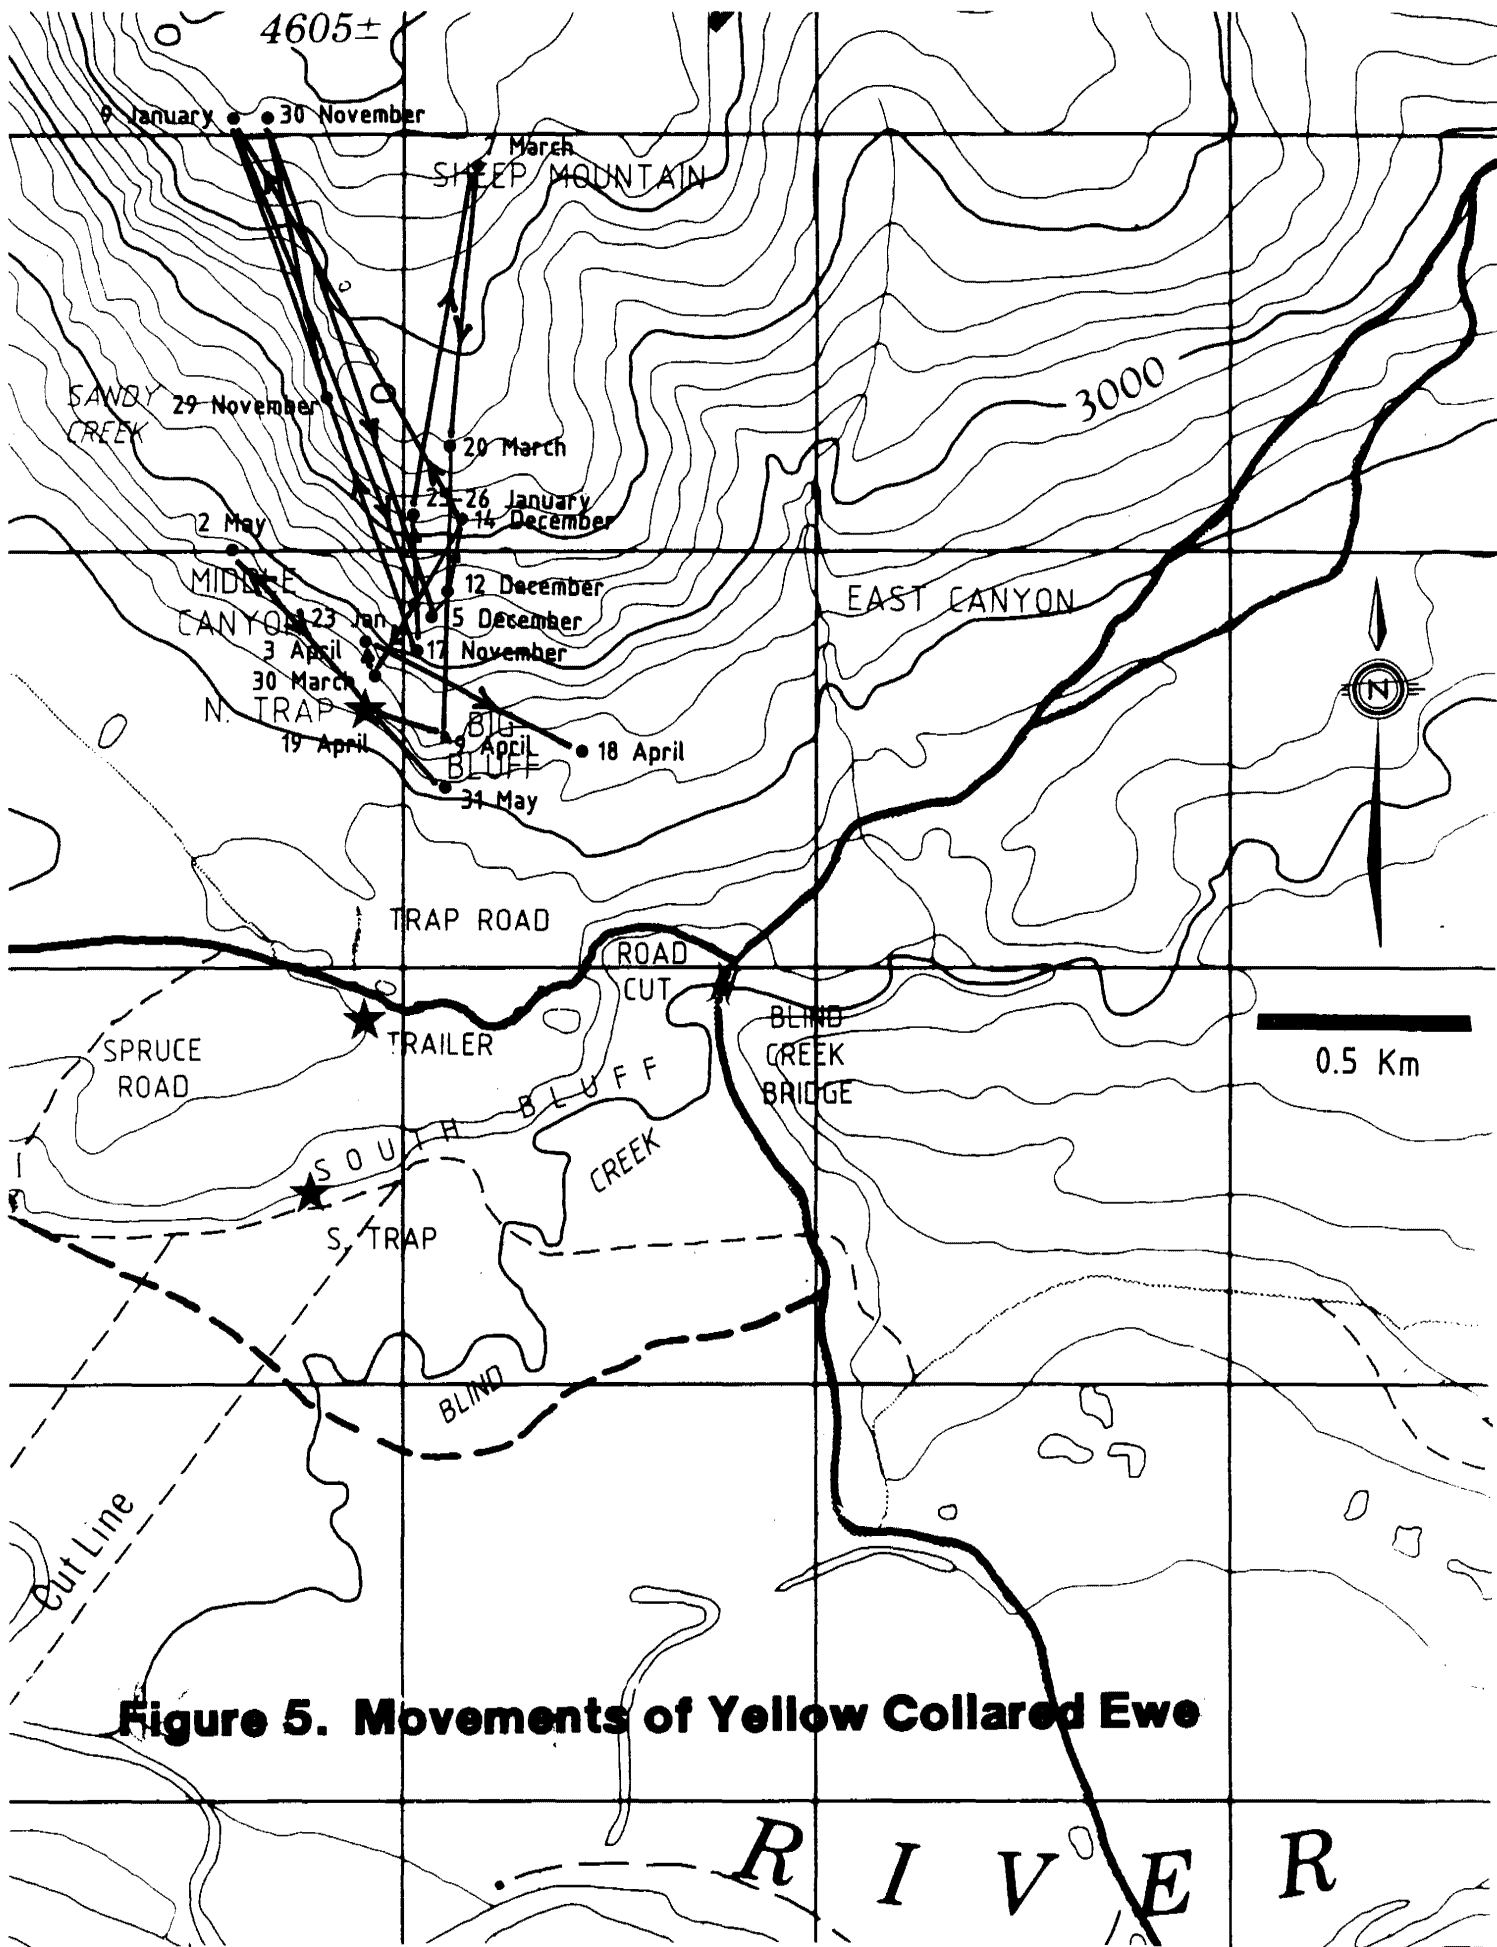 4605±
9 January
30 November
7 March
SHEEP MOUNTAIN
3000
SANDY
CREEK
29 November
20 March
25-26 January
14 December
2 May
MIDDLE
CANYON
12 December
EAST CANYON
23 Jan
5 December
3 April
17 November
30 March
N. TRAP
N
19 April
BIG
BLUFF
9 April
18 April
31 May
TRAP ROAD
ROAD
CUT
BLIND
CREEK
BRIDGE
TRAILER
SPRUCE
ROAD
0.5 Km
SOUTH BLUFF
CREEK
S. TRAP
BLIND
Cut Line
Figure 5. Movements of Yellow Collared Ewe
RIVER